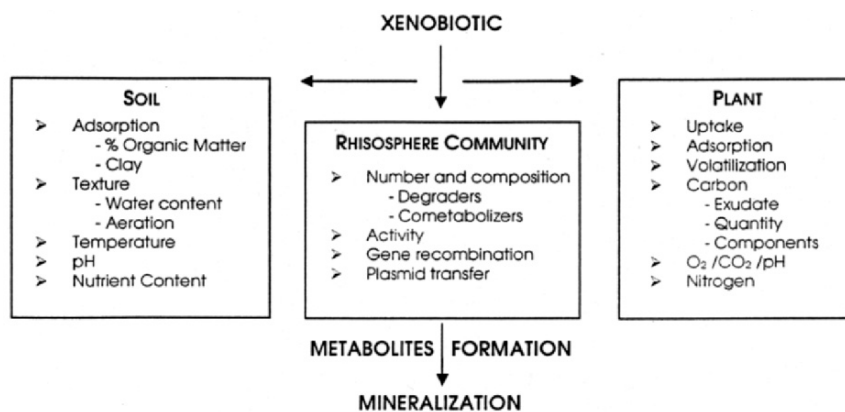 XENOBIOTIC
SOIL
➢ Adsorption
- % Organic Matter
- Clay
➢ Texture
- Water content
- Aeration
➢ Temperature
➢ pH
➢ Nutrient Content
RHISOSPHERE COMMUNITY
➢ Number and composition
- Degraders
- Cometabolizers
➢ Activity
➢ Gene recombination
➢ Plasmid transfer
PLANT
➢ Uptake
➢ Adsorption
➢ Volatilization
➢ Carbon
- Exudate
- Quantity
- Components
➢ O₂ /CO₂ /pH
➢ Nitrogen
METABOLITES FORMATION
MINERALIZATION